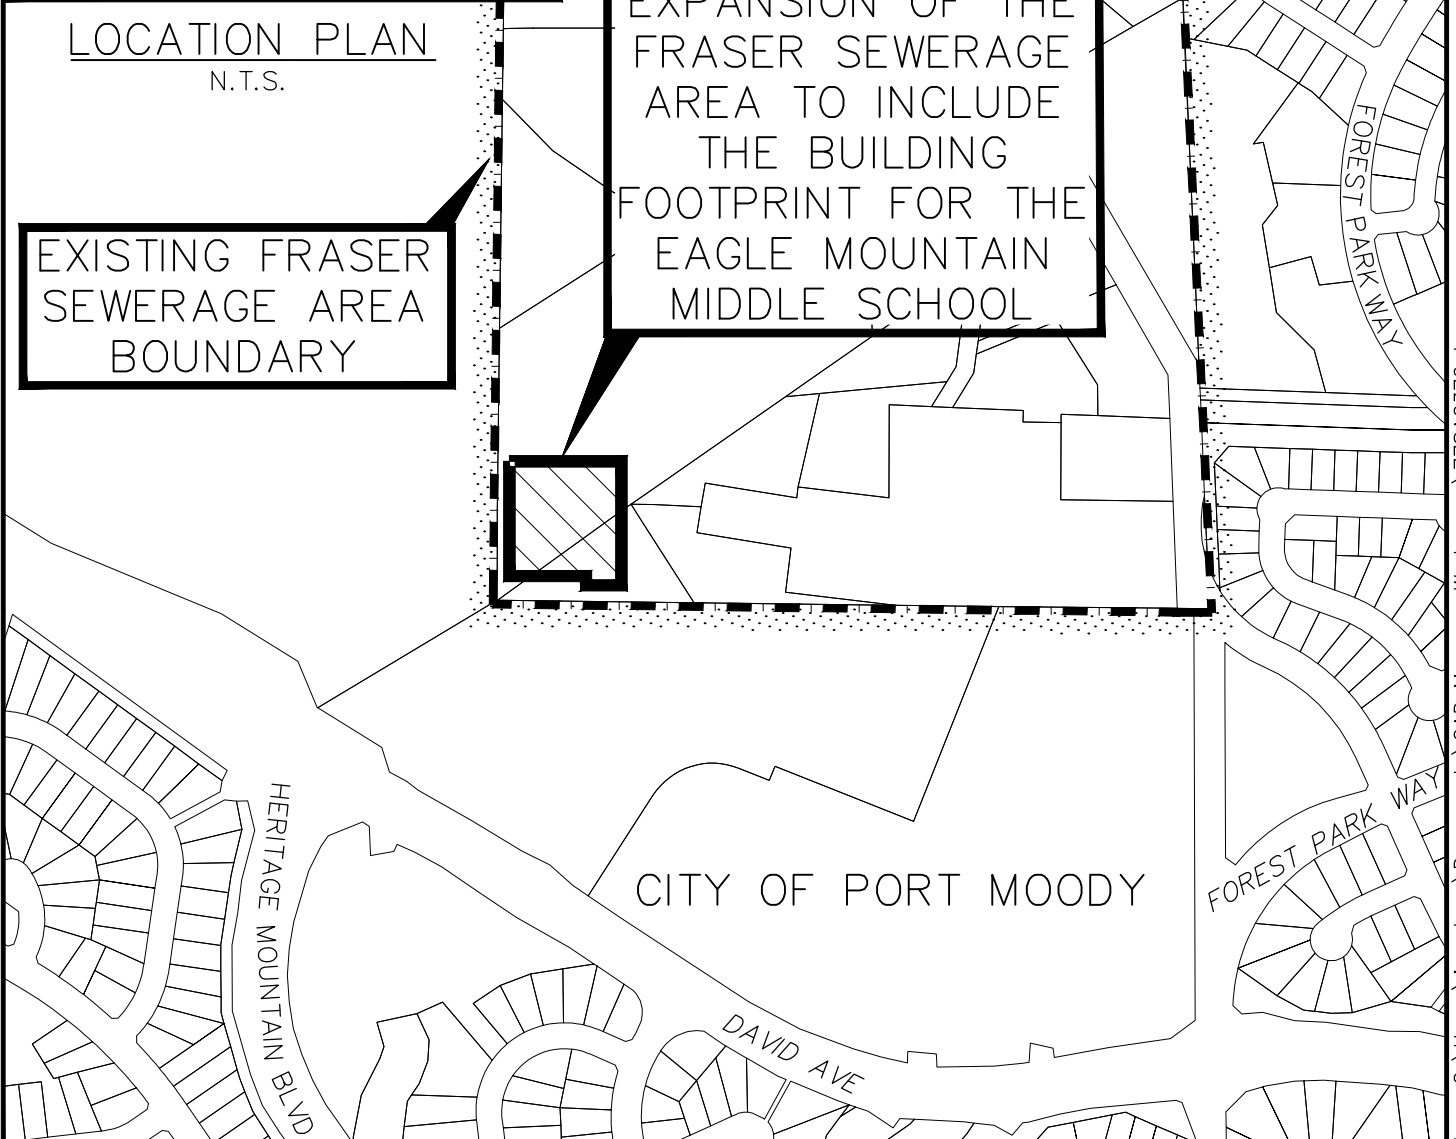 LOCATION PLAN
N.T.S.
EXPANSION OF THE
FRASER SEWERAGE
AREA TO INCLUDE
THE BUILDING
FOOTPRINT FOR THE
EAGLE MOUNTAIN
MIDDLE SCHOOL
EXISTING FRASER
SEWERAGE AREA
BOUNDARY
FOREST PARK WAY
FOREST PARK WAY
HERITAGE MOUNTAIN BLVD
CITY OF PORT MOODY
DAVID AVE